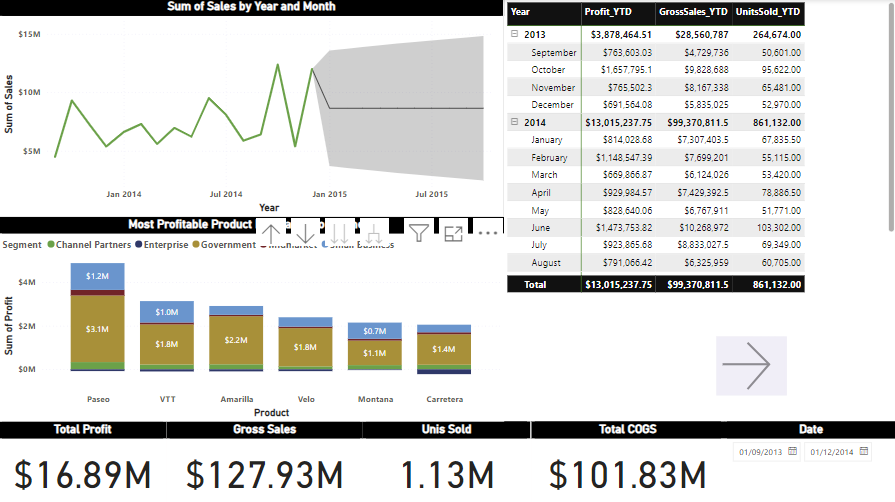 Sum of Sales by Year and Month
$15M
$10M
$5M
Sum of Sales
Jan 2014
Jul 2014
Jan 2015
Jul 2015
Year
Most Profitable Product
Segment
Channel Partners
Enterprise
Government
$4M
$2M
$0M
Sum of Profit
$1.2M
$3.1M
$1.0M
$1.8M
$2.2M
$1.8M
$0.7M
$1.1M
$1.4M
Paseo
VTT
Amarilla
Velo
Montana
Carretera
Product
Year Profit_YTD GrossSales_YTD UnitsSold_YTD
2013 $3,878,464.51 $28,560,787 264,674.00
September $763,603.03 $4,729,736 50,601.00
October $1,657,795.1 $9,828,688 95,622.00
November $765,502.3 $8,167,338 65,481.00
December $691,564.08 $5,835,025 52,970.00
2014 $13,015,237.75 $99,370,811.5 861,132.00
January $814,028.68 $7,307,403.5 67,835.50
February $1,148,547.39 $7,699,201 55,115.00
March $669,866.87 $6,124,026 53,420.00
April $929,984.57 $7,429,392.5 78,886.50
May $828,640.06 $6,767,911 51,771.00
June $1,473,753.82 $10,268,972 103,302.00
July $923,865.68 $8,833,027.5 69,349.00
August $791,066.42 $6,325,959 60,705.00
Total $13,015,237.75 $99,370,811.5 861,132.00
Total Profit
$16.89M
Gross Sales
$127.93M
Unis Sold
1.13M
Total COGS
$101.83M
Date
01/09/2013
01/12/2014